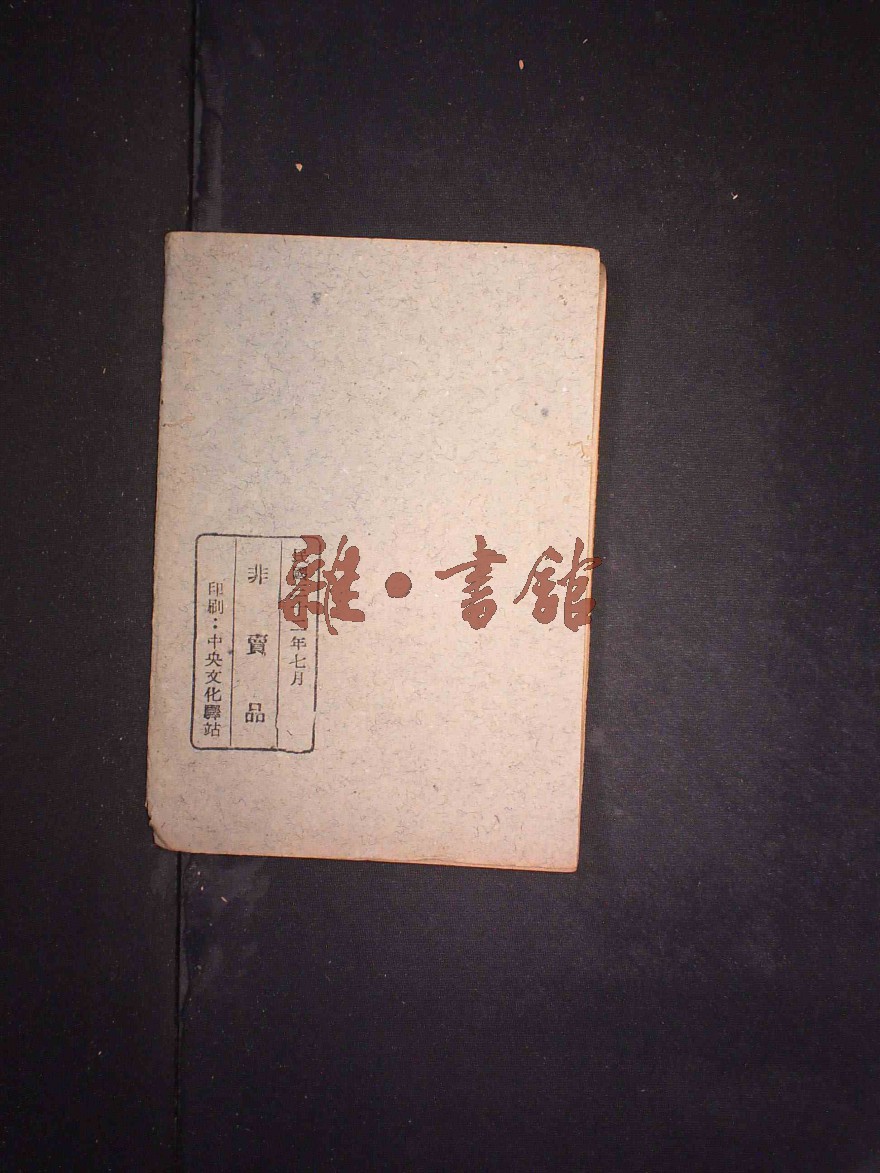 年七月
非賣品
印刷：中央文化驛站
雜·書館